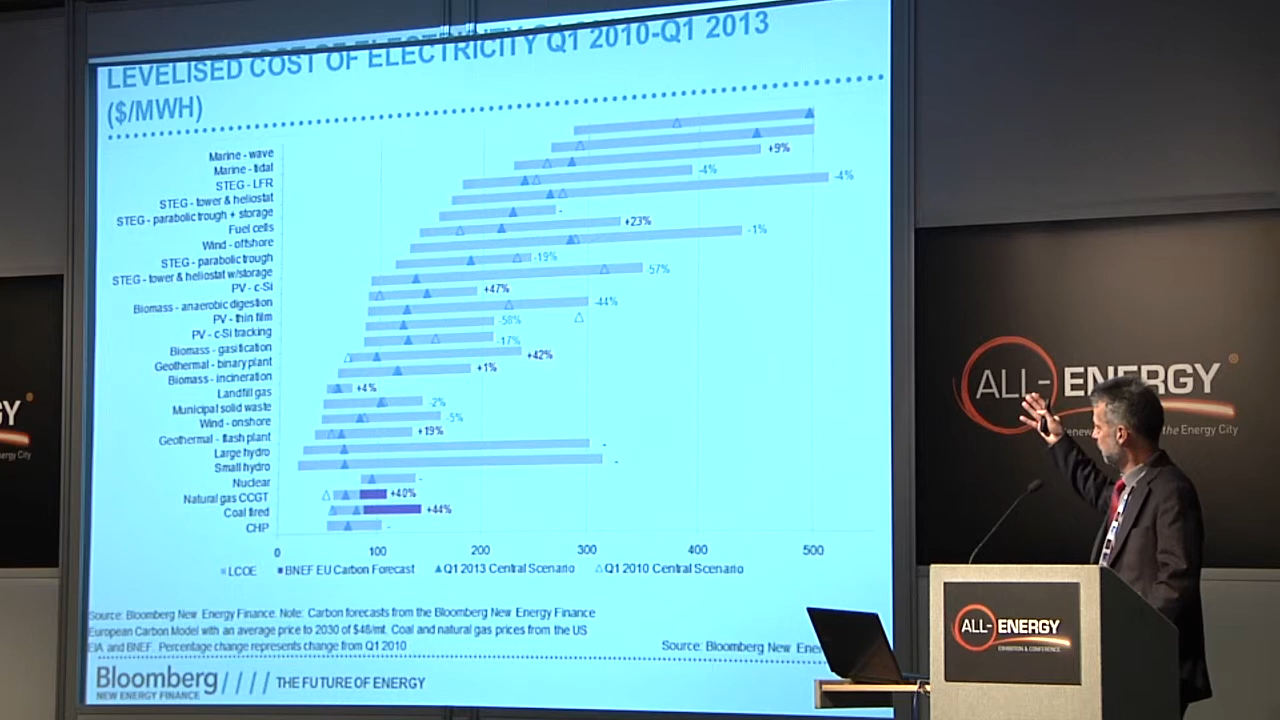 LEVELISED COST OF ELECTRICITY Q1 2010-Q1 2013
($/MWH)
Marine - wave
Marine - tidal
+9%
STEG - LFR
-4%
STEG - tower & heliostat
-4%
STEG - parabolic trough + storage
-
Fuel cells
+23%
Wind - offshore
-1%
STEG - parabolic trough
-19%
STEG - tower & heliostat w/storage
-57%
PV - c-Si
+47%
Biomass - anaerobic digestion
-44%
PV - thin film
-58%
PV - c-Si tracking
-17%
Biomass - gasification
+42%
Geothermal - binary plant
+1%
Biomass - incineration
+4%
Landfill gas
-2%
Municipal solid waste
-5%
Wind - onshore
+19%
Geothermal - flash plant
-
Large hydro
-
Small hydro
-
Nuclear
Natural gas CCGT
+40%
Coal fired
+44%
CHP
-
0 100 200 300 400 500
LCOE BNEF EU Carbon Forecast Q1 2013 Central Scenario Q1 2010 Central Scenario
Source: Bloomberg New Energy Finance. Note: Carbon forecasts from the Bloomberg New Energy Finance
European Carbon Model with an average price to 2030 of $48/mt. Coal and natural gas prices from the US
EIA and BNEF. Percentage change represents change from Q1 2010
Source: Bloomberg New
Bloomberg
NEW ENERGY FINANCE
//// THE FUTURE OF ENERGY
ALL-ENERGY®
the Energy City
ALL-ENERGY
EXHIBITION & CONFERENCE
GY®
ergy City